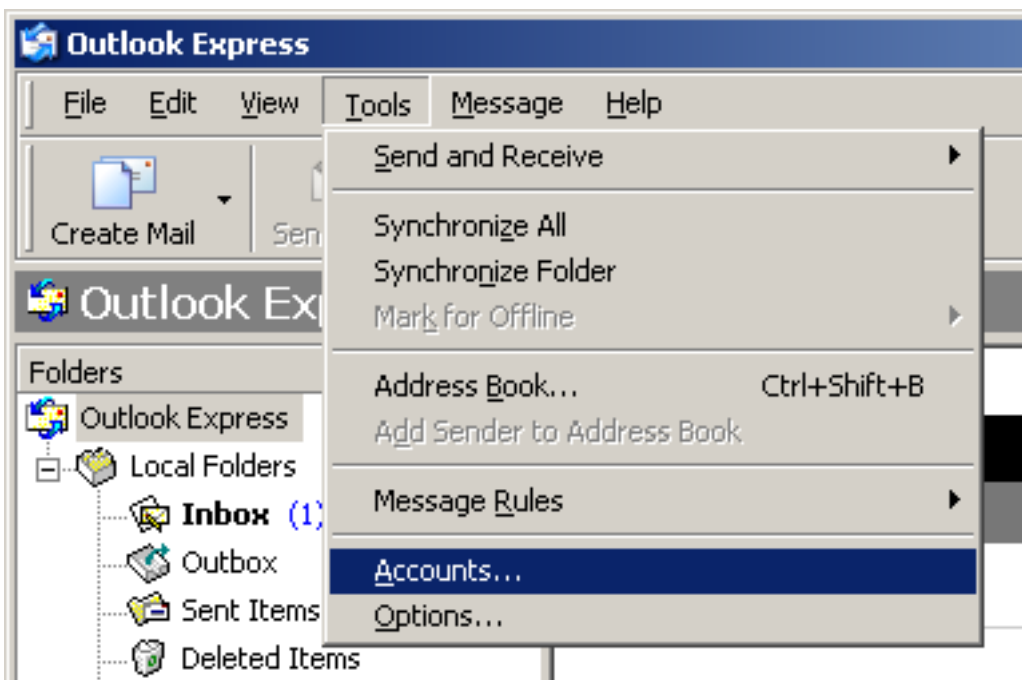 Outlook Express
File Edit View Tools Message Help
Create Mail
Sen
Send and Receive
Synchronize All
Synchronize Folder
Mark for Offline
Address Book... Ctrl+Shift+B
Add Sender to Address Book
Message Rules
Accounts...
Options...
Outlook Ex
Folders
Outlook Express
Local Folders
Inbox (1)
Outbox
Sent Items
Deleted Items